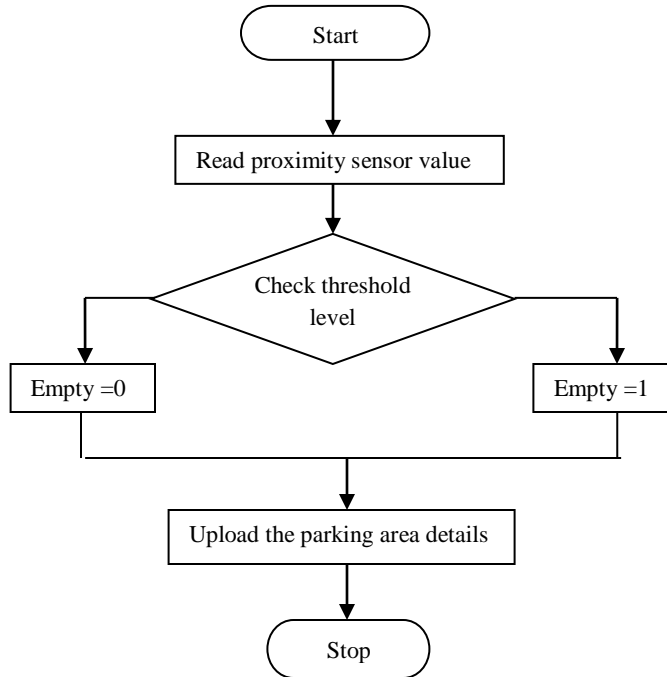 Start
Read proximity sensor value
Check threshold
level
Empty =0
Empty =1
Upload the parking area details
Stop